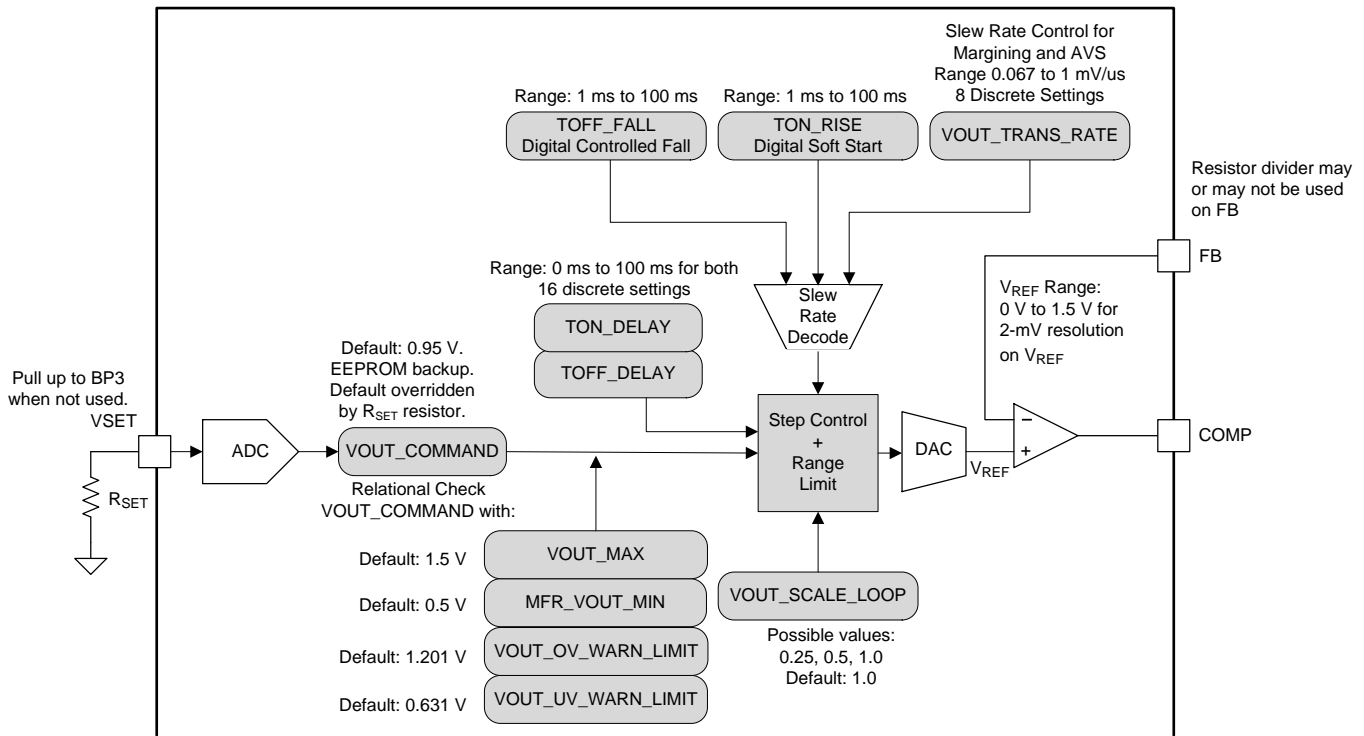 Slew Rate Control for
Margining and AVS
Range 0.067 to 1 mV/us
8 Discrete Settings
Range: 1 ms to 100 ms
Range: 1 ms to 100 ms
TOFF_FALL
Digital Controlled Fall
TON_RISE
Digital Soft Start
VOUT_TRANS_RATE
Resistor divider may
or may not be used
on FB
FB
Range: 0 ms to 100 ms for both
16 discrete settings
TON_DELAY
TOFF_DELAY
Slew
Rate
Decode
VREF Range:
0 V to 1.5 V for
2-mV resolution
on VREF
Default: 0.95 V.
EEPROM backup.
Default overridden
by RSET resistor.
Pull up to BP3
when not used.
VSET
RSET
ADC
VOUT_COMMAND
Relational Check
VOUT_COMMAND with:
Step Control
+
Range
Limit
DAC
VREF
−
+
COMP
Default: 1.5 V
VOUT_MAX
Default: 0.5 V
MFR_VOUT_MIN
Default: 1.201 V
VOUT_OV_WARN_LIMIT
Default: 0.631 V
VOUT_UV_WARN_LIMIT
VOUT_SCALE_LOOP
Possible values:
0.25, 0.5, 1.0
Default: 1.0